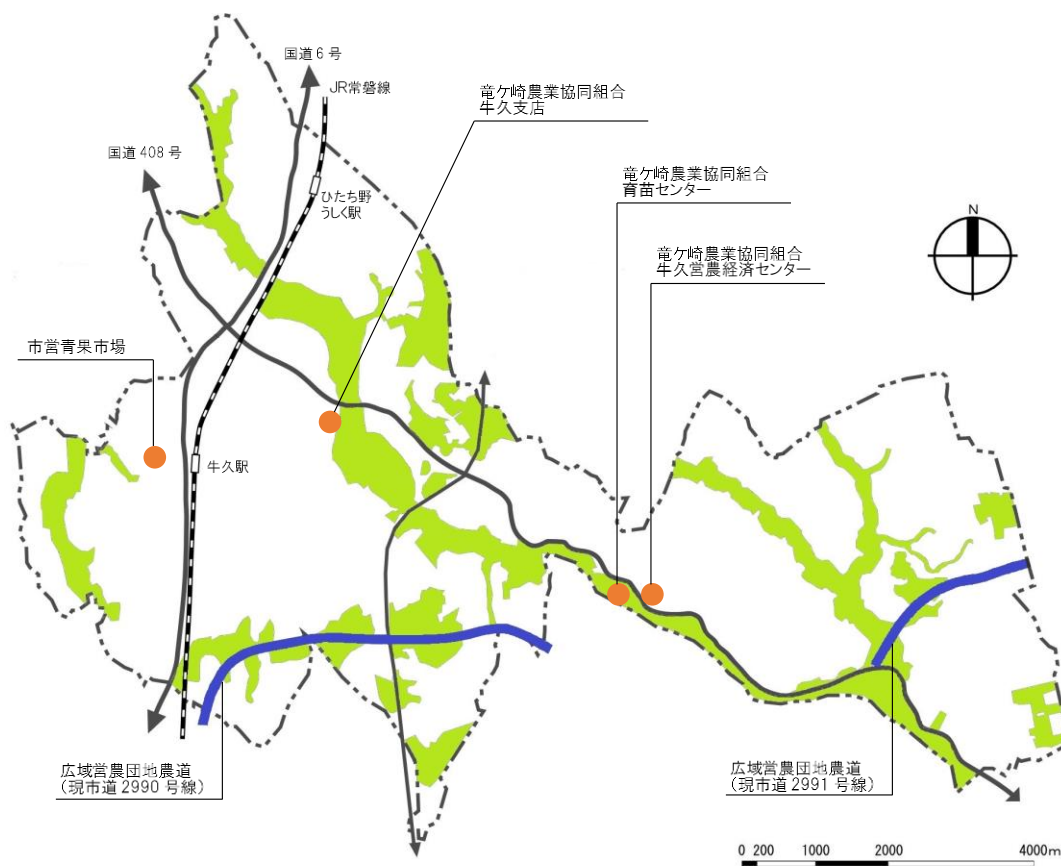 国道6号
JR常磐線
竜ケ崎農業協同組合
牛久支店
国道408号
竜ケ崎農業協同組合
育苗センター
ひたち野
うしく駅
N
竜ケ崎農業協同組合
牛久営農経済センター
市営青果市場
牛久駅
広域営農団地農道
（現市道2990号線）
広域営農団地農道
（現市道2991号線）
0 200 1000 2000 4000m